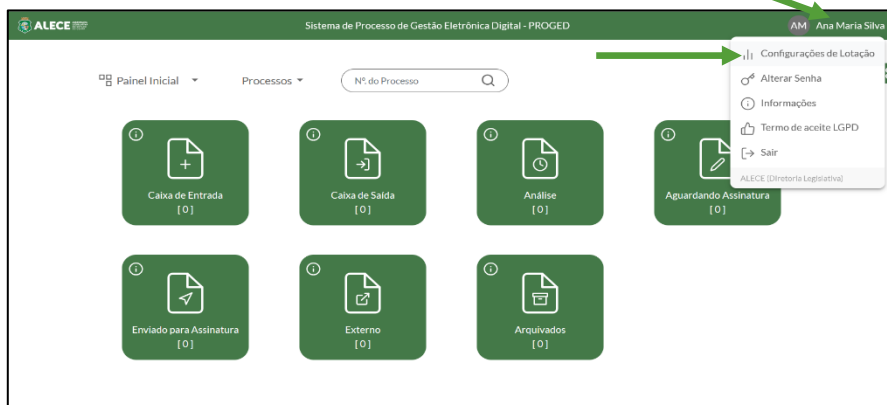 ALECE
Sistema de Processo de Gestão Eletrônica Digital - PROGED
AM Ana Maria Silva
Painel Inicial
Processos
Nº. do Processo
Configurações de Lotação
Alterar Senha
Informações
Termo de aceite LGPD
Sair
ALECE (Diretoria Legislativa)
Caixa de Entrada
[ 0 ]
Caixa de Saída
[ 0 ]
Análise
[ 0 ]
Aguardando Assinatura
[ 0 ]
Enviado para Assinatura
[ 0 ]
Externo
[ 0 ]
Arquivados
[ 0 ]